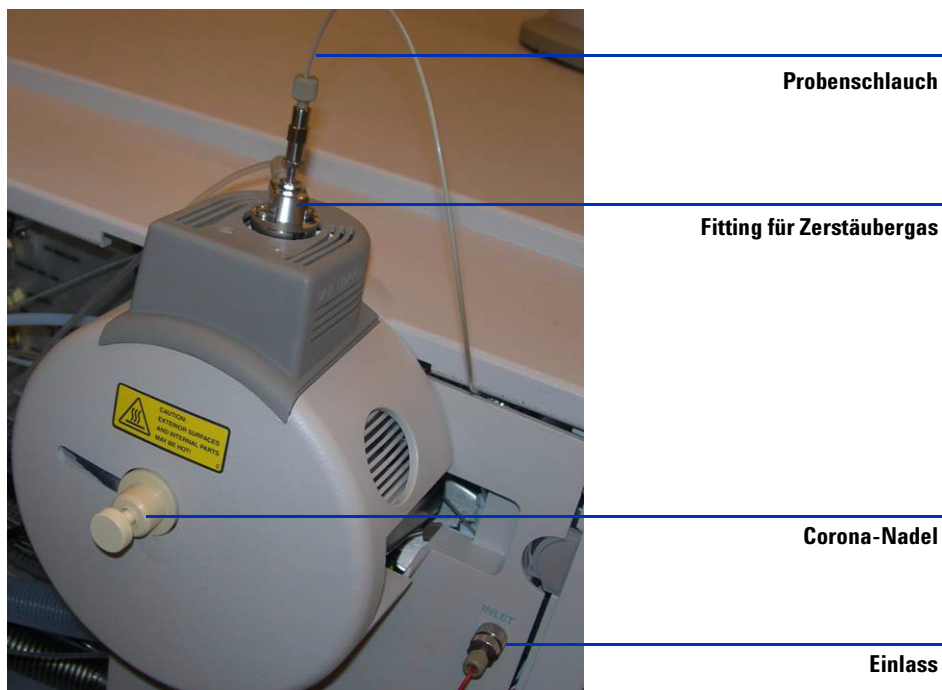 Probenschlauch
Fitting für Zerstäubergas
CAUTION:
EXTERIOR SURFACES
AND INTERNAL PARTS
MAY BE HOT!
Corona-Nadel
INLET
Einlass